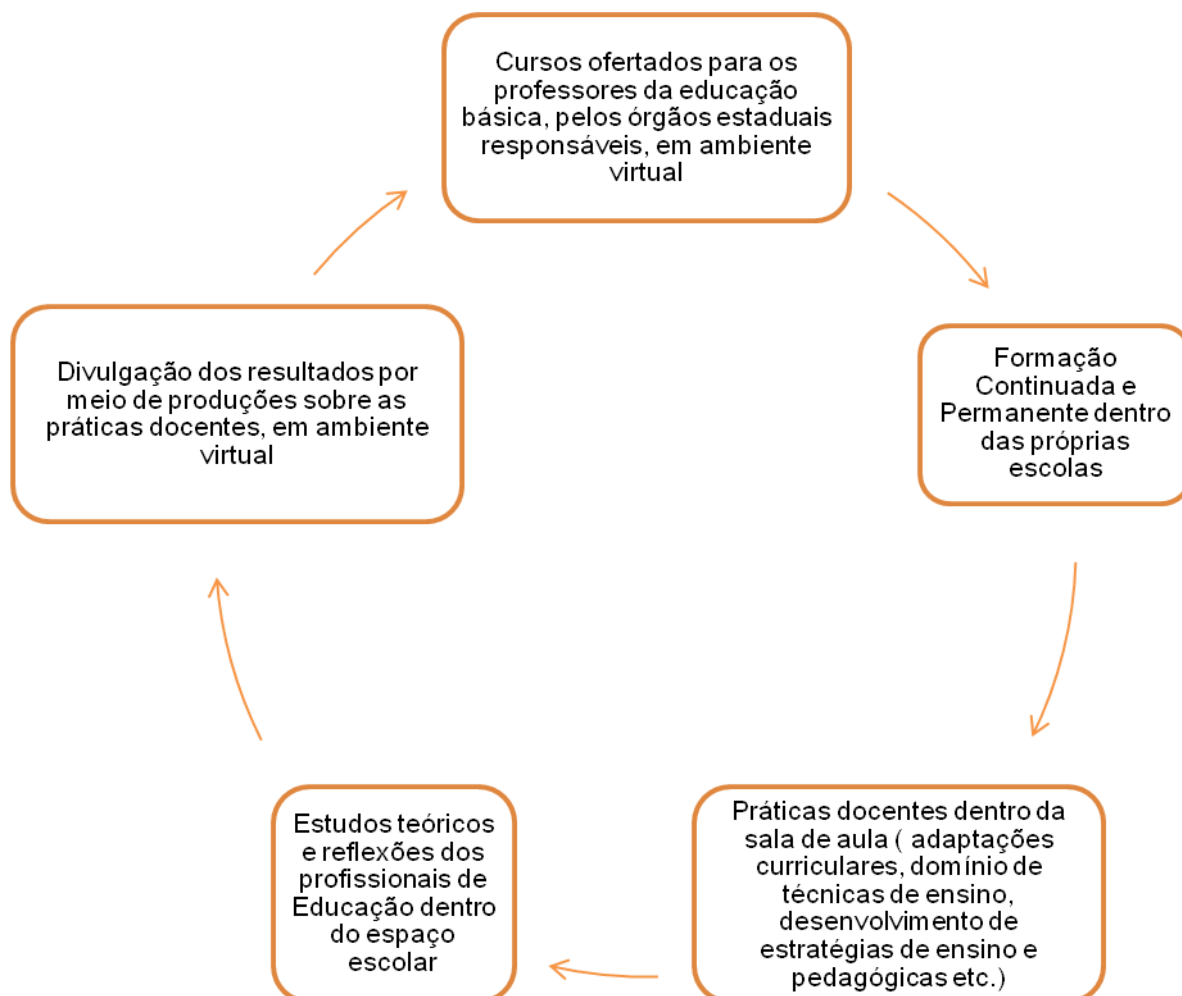 Cursos ofertados para os
professores da educação
básica, pelos órgãos estaduais
responsáveis, em ambiente
virtual
Formação
Continuada e
Permanente dentro
das próprias
escolas
Práticas docentes dentro da
sala de aula ( adaptações
curriculares, domínio de
técnicas de ensino,
desenvolvimento de
estratégias de ensino e
pedagógicas etc.)
Estudos teóricos
e reflexões dos
profissionais de
Educação dentro
do espaço
escolar
Divulgação dos resultados por
meio de produções sobre as
práticas docentes, em ambiente
virtual